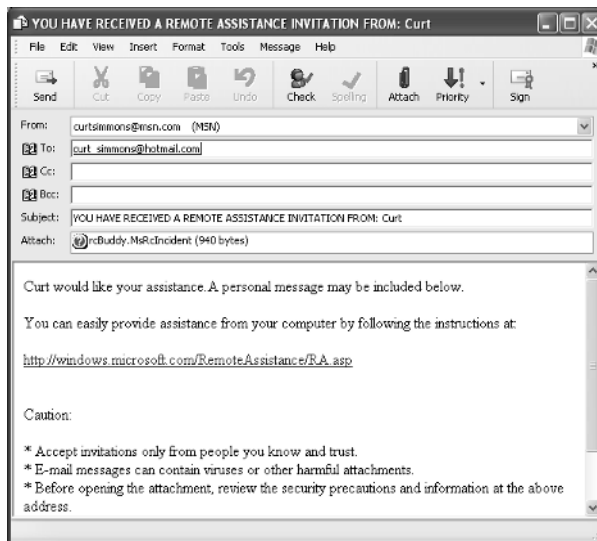 YOU HAVE RECEIVED A REMOTE ASSISTANCE INVITATION FROM: Curt
File Edit View Insert Format Tools Message Help
Send Cut Copy Paste Undo Check Spelling Attach Priority Sign
From: curtsimmons@msn.com (MSN)
To: curt_simmons@hotmail.com
Cc:
Bcc:
Subject: YOU HAVE RECEIVED A REMOTE ASSISTANCE INVITATION FROM: Curt
Attach: rcBuddy.MsRcIncident (940 bytes)
Curt would like your assistance.A personal message may be included below.
You can easily provide assistance from your computer by following the instructions at:
http://windows.microsoft.com/RemoteAssistance/RA.asp
Caution:
* Accept invitations only from people you know and trust.
* E-mail messages can contain viruses or other harmful attachments.
* Before opening the attachment, review the security precautions and information at the above
address.